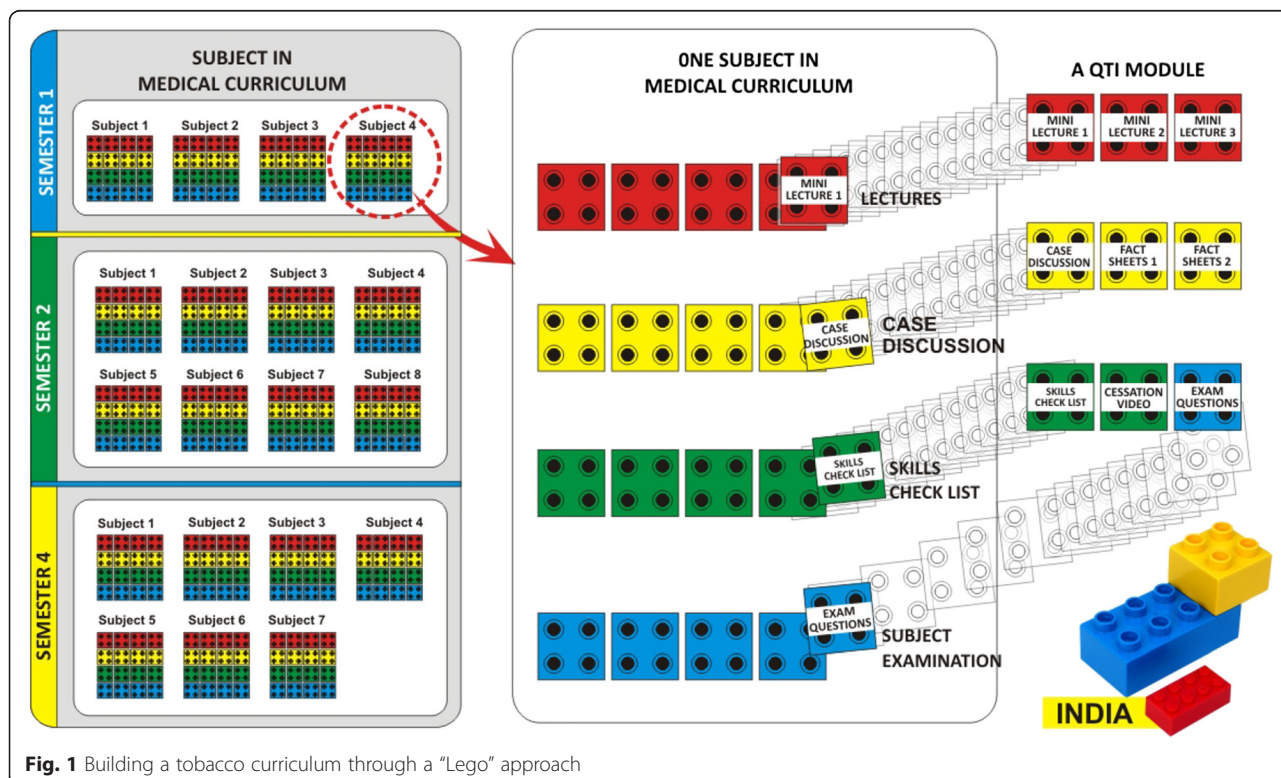 SUBJECT IN
MEDICAL CURRICULUM
SEMESTER 1
Subject 1 Subject 2 Subject 3 Subject 4
SEMESTER 2
Subject 1 Subject 2 Subject 3 Subject 4
Subject 5 Subject 6 Subject 7 Subject 8
SEMESTER 4
Subject 1 Subject 2 Subject 3 Subject 4
Subject 5 Subject 6 Subject 7
0NE SUBJECT IN
MEDICAL CURRICULUM
MINI
LECTURE 1
LECTURES
CASE
DISCUSSION
CASE
DISCUSSION
SKILLS
CHECK LIST
SKILLS
CHECK LIST
EXAM
QUESTIONS
SUBJECT
EXAMINATION
A QTI MODULE
MINI
LECTURE 1
MINI
LECTURE 2
MINI
LECTURE 3
CASE
DISCUSSION
FACT
SHEETS 1
FACT
SHEETS 2
SKILLS
CHECK LIST
CESSATION
VIDEO
EXAM
QUESTIONS
INDIA
Fig. 1 Building a tobacco curriculum through a “Lego” approach